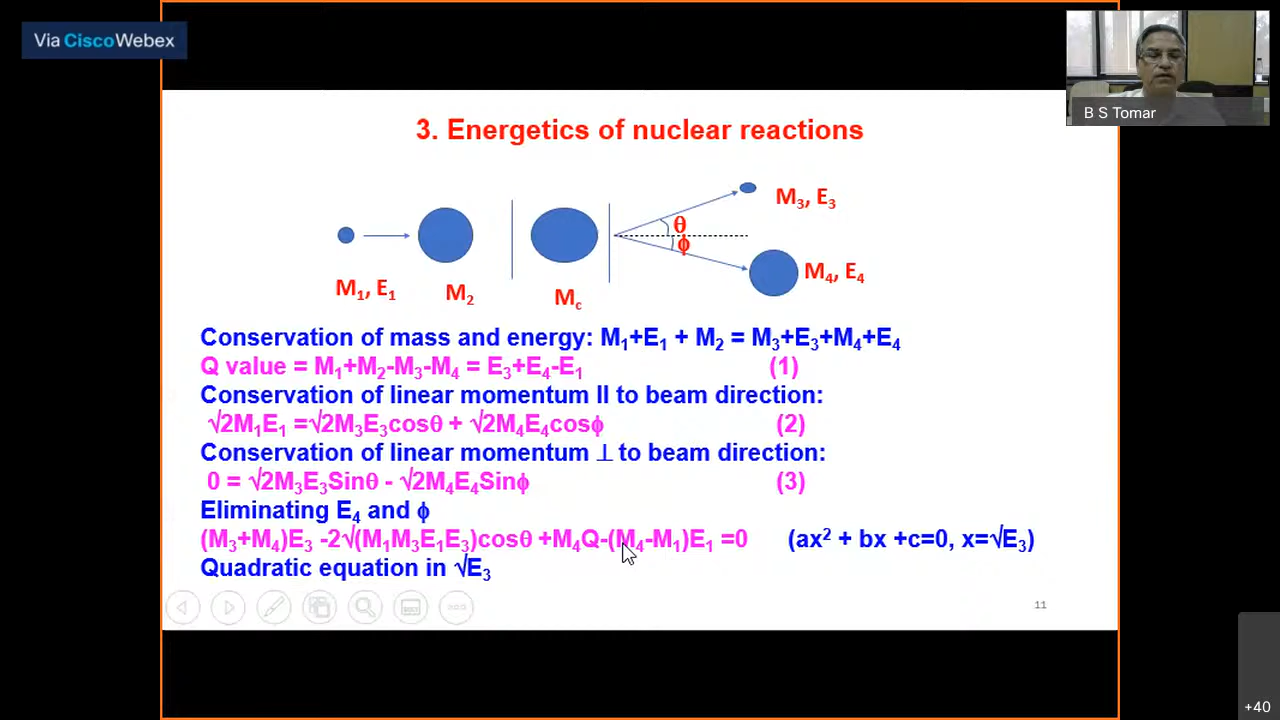 Via CiscoWebex
B S Tomar
3. Energetics of nuclear reactions
M₃, E₃
θ
ϕ
M₄, E₄
M₁, E₁
M₂
M꜀
Conservation of mass and energy: M₁+E₁ + M₂ = M₃+E₃+M₄+E₄
Q value = M₁+M₂-M₃-M₄ = E₃+E₄-E₁ (1)
Conservation of linear momentum II to beam direction:
√2M₁E₁ =√2M₃E₃cosθ + √2M₄E₄cosϕ (2)
Conservation of linear momentum ⊥ to beam direction:
0 = √2M₃E₃Sinθ - √2M₄E₄Sinϕ (3)
Eliminating E₄ and ϕ
(M₃+M₄)E₃ -2√(M₁M₃E₁E₃)cosθ +M₄Q-(M₄-M₁)E₁ =0 (ax² + bx +c=0, x=√E₃)
Quadratic equation in √E₃
11
+40